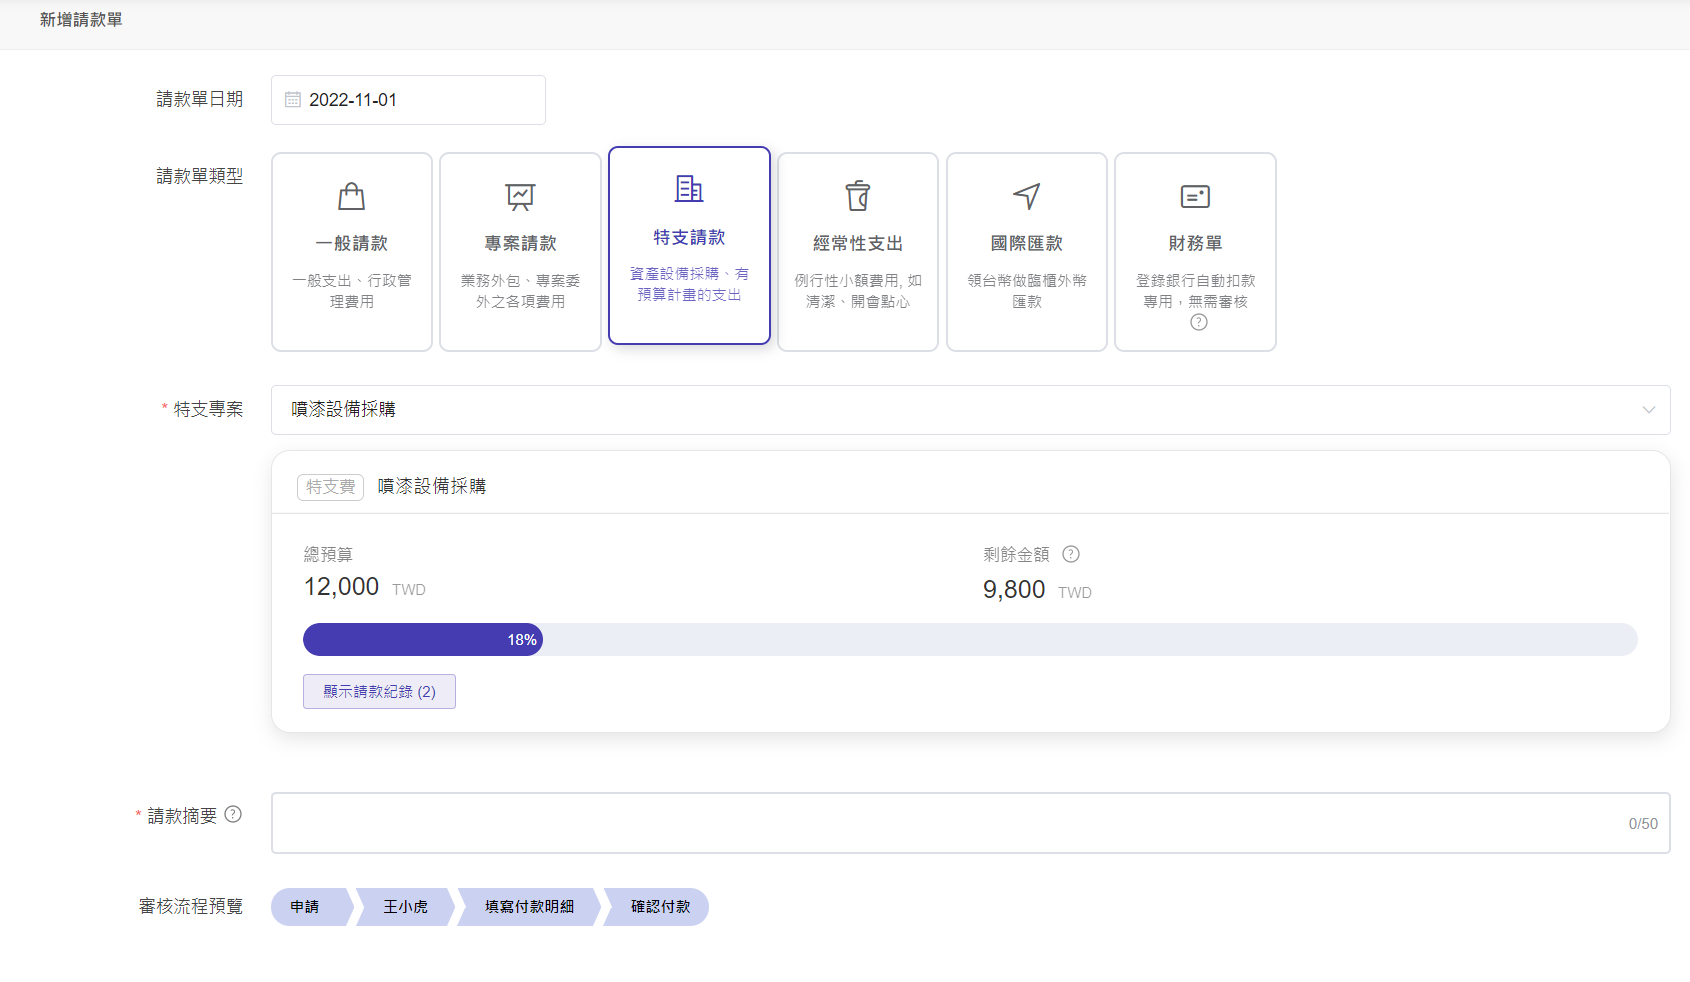 新增請款單
請款單日期
2022-11-01
請款單類型
一般請款
一般支出、行政管
理費用
專案請款
業務外包、專案委
外之各項費用
特支請款
資產設備採購、有
預算計畫的支出
經常性支出
例行性小額費用, 如
清潔、開會點心
國際匯款
領台幣做臨櫃外幣
匯款
財務單
登錄銀行自動扣款
專用，無需審核
?
* 特支專案
噴漆設備採購
特支費 噴漆設備採購
總預算
12,000 TWD
剩餘金額 ?
9,800 TWD
18%
顯示請款紀錄 (2)
* 請款摘要 ?
0/50
審核流程預覽
申請
王小虎
填寫付款明細
確認付款